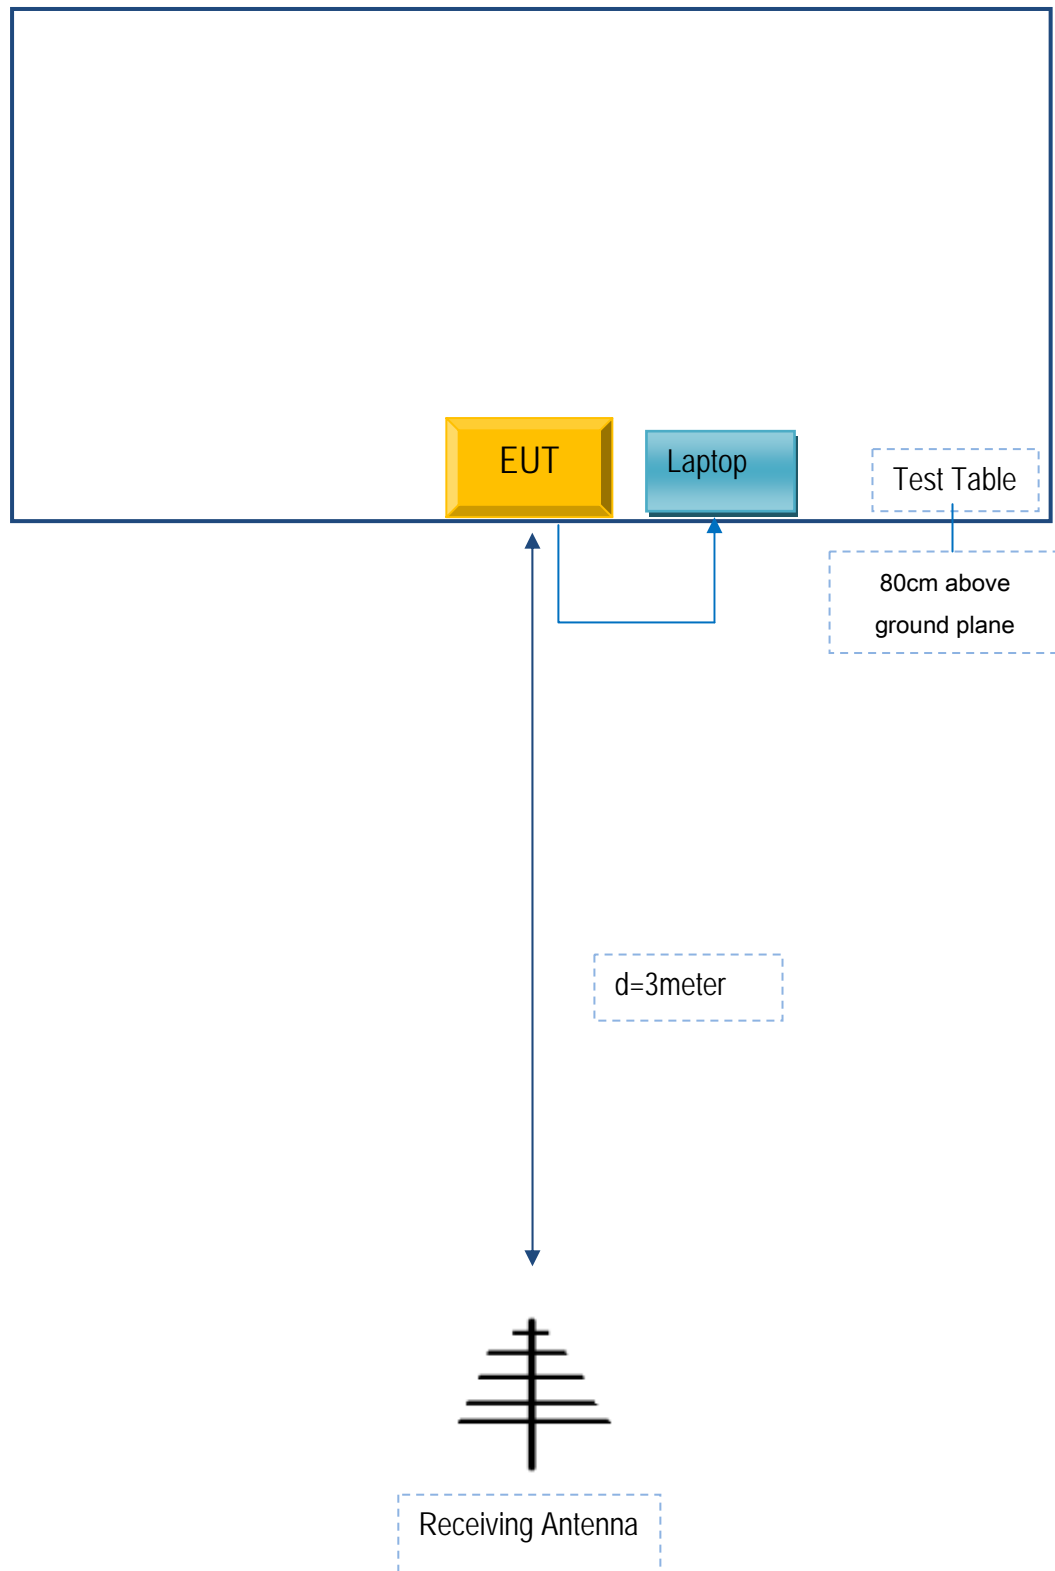 EUT
Laptop
Test Table
80cm above
ground plane
d=3meter
Receiving Antenna